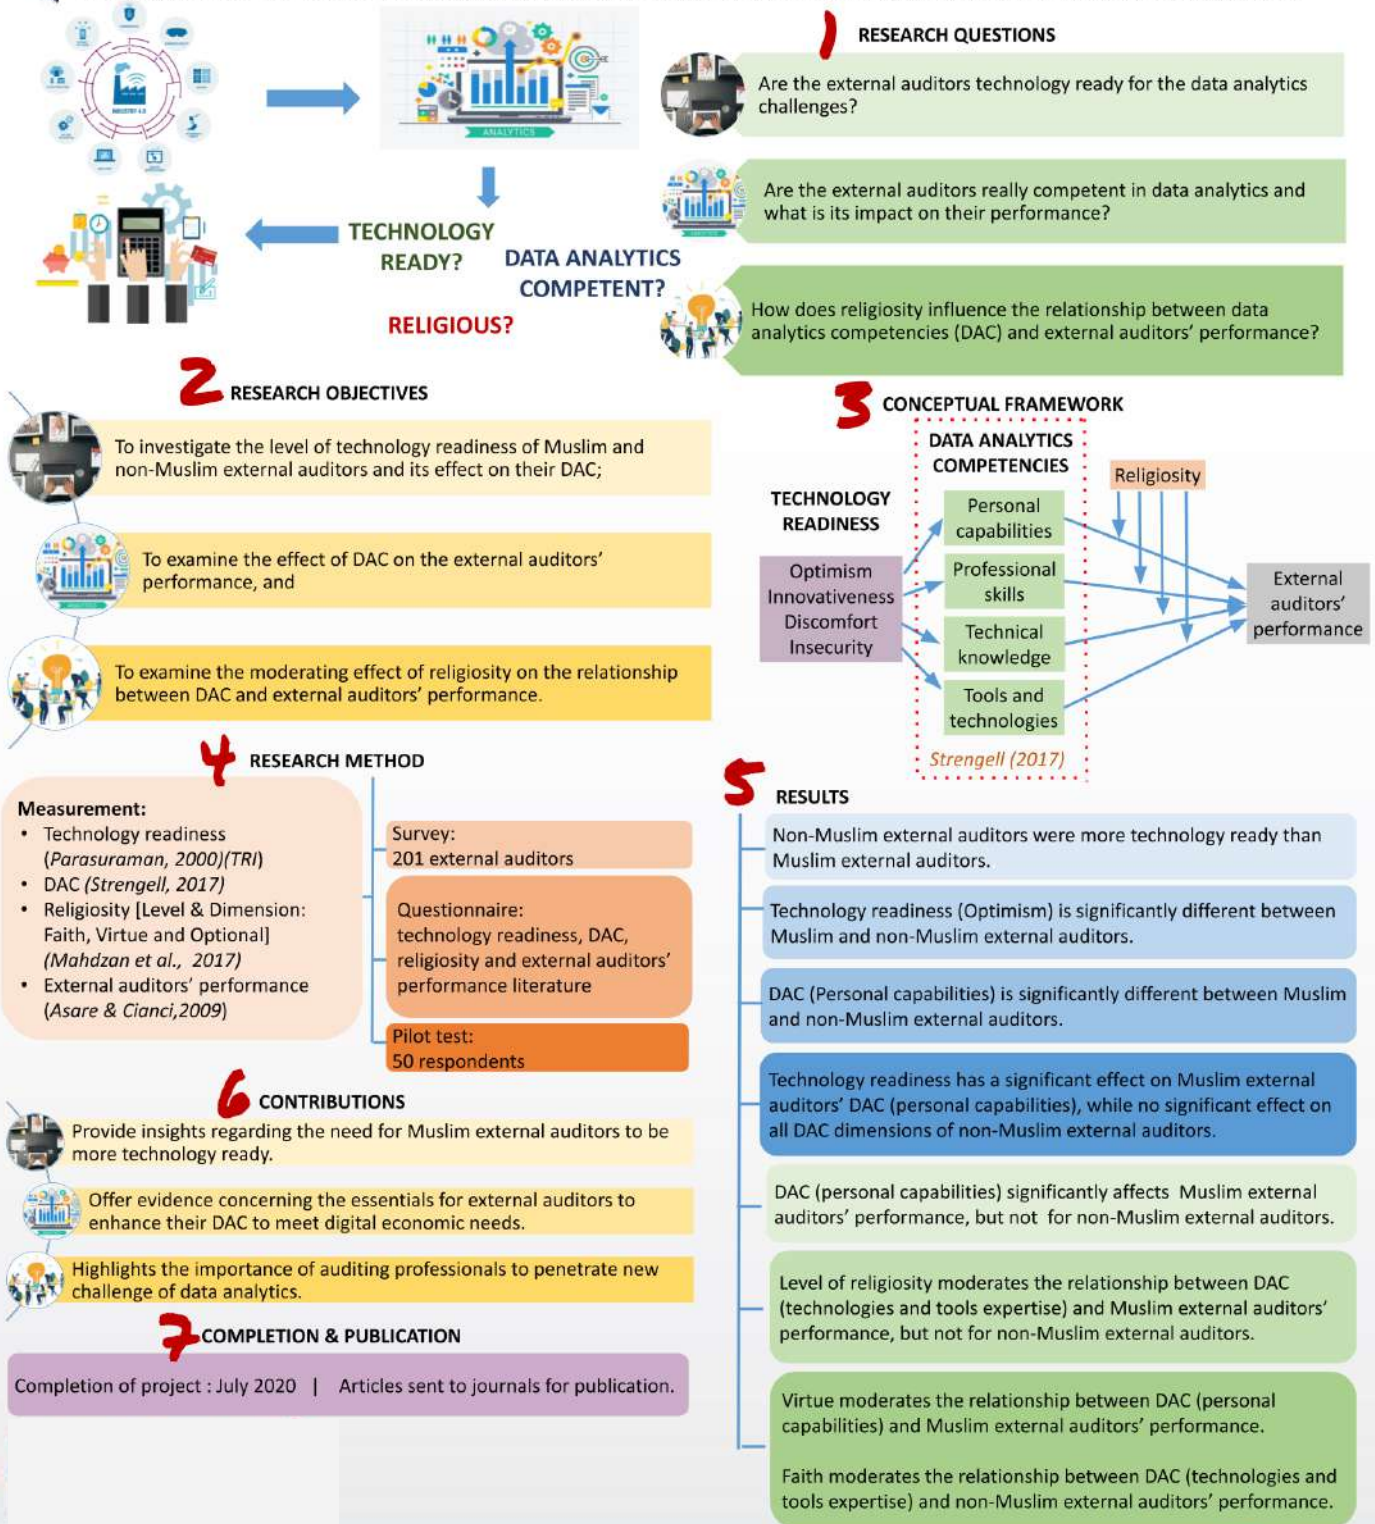 INDUSTRY 4.0
ANALYTICS
TECHNOLOGY
READY?
DATA ANALYTICS
COMPETENT?
RELIGIOUS?
1
RESEARCH QUESTIONS
Are the external auditors technology ready for the data analytics
challenges?
Are the external auditors really competent in data analytics and
what is its impact on their performance?
How does religiosity influence the relationship between data
analytics competencies (DAC) and external auditors' performance?
2
RESEARCH OBJECTIVES
To investigate the level of technology readiness of Muslim and
non-Muslim external auditors and its effect on their DAC;
To examine the effect of DAC on the external auditors'
performance, and
To examine the moderating effect of religiosity on the relationship
between DAC and external auditors' performance.
3
CONCEPTUAL FRAMEWORK
TECHNOLOGY
READINESS
Optimism
Innovativeness
Discomfort
Insecurity
DATA ANALYTICS
COMPETENCIES
Personal
capabilities
Professional
skills
Technical
knowledge
Tools and
technologies
Strengell (2017)
Religiosity
External
auditors'
performance
4
RESEARCH METHOD
Measurement:
• Technology readiness
(Parasuraman, 2000)(TRI)
• DAC (Strengell, 2017)
• Religiosity [Level & Dimension:
Faith, Virtue and Optional]
(Mahdzan et al., 2017)
• External auditors' performance
(Asare & Cianci,2009)
Survey:
201 external auditors
Questionnaire:
technology readiness, DAC,
religiosity and external auditors'
performance literature
Pilot test:
50 respondents
5
RESULTS
Non-Muslim external auditors were more technology ready than
Muslim external auditors.
Technology readiness (Optimism) is significantly different between
Muslim and non-Muslim external auditors.
DAC (Personal capabilities) is significantly different between Muslim
and non-Muslim external auditors.
Technology readiness has a significant effect on Muslim external
auditors' DAC (personal capabilities), while no significant effect on
all DAC dimensions of non-Muslim external auditors.
DAC (personal capabilities) significantly affects Muslim external
auditors' performance, but not for non-Muslim external auditors.
Level of religiosity moderates the relationship between DAC
(technologies and tools expertise) and Muslim external auditors'
performance, but not for non-Muslim external auditors.
Virtue moderates the relationship between DAC (personal
capabilities) and Muslim external auditors' performance.
Faith moderates the relationship between DAC (technologies and
tools expertise) and non-Muslim external auditors' performance.
6
CONTRIBUTIONS
Provide insights regarding the need for Muslim external auditors to be
more technology ready.
Offer evidence concerning the essentials for external auditors to
enhance their DAC to meet digital economic needs.
Highlights the importance of auditing professionals to penetrate new
challenge of data analytics.
7
COMPLETION & PUBLICATION
Completion of project : July 2020 | Articles sent to journals for publication.